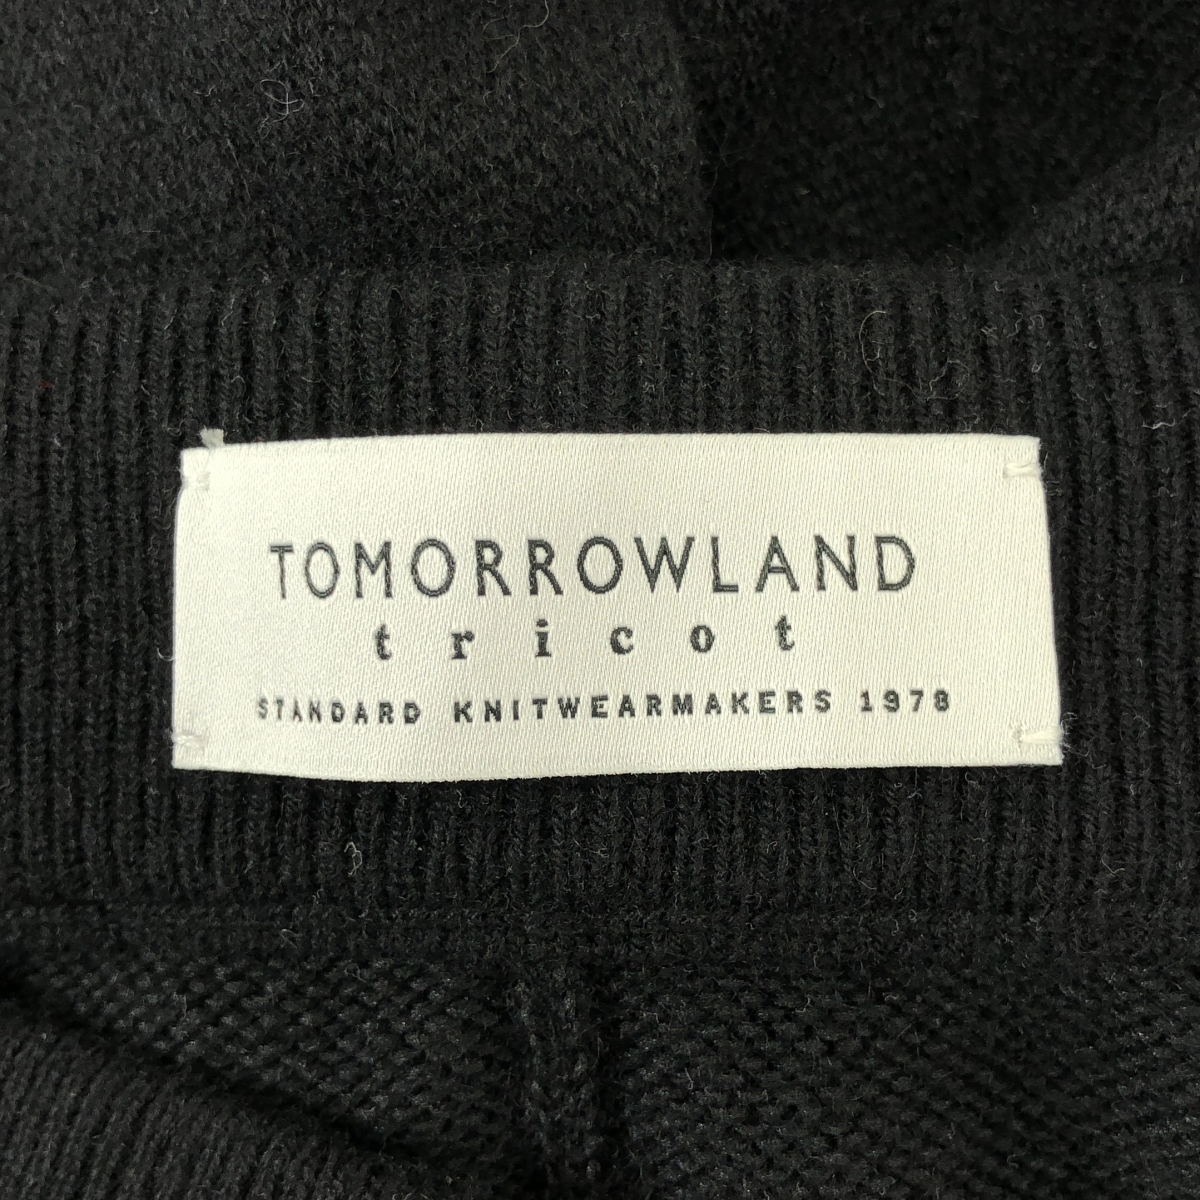 TOMORROWLAND
tricot
STANDARD KNITWEARMAKERS 1978